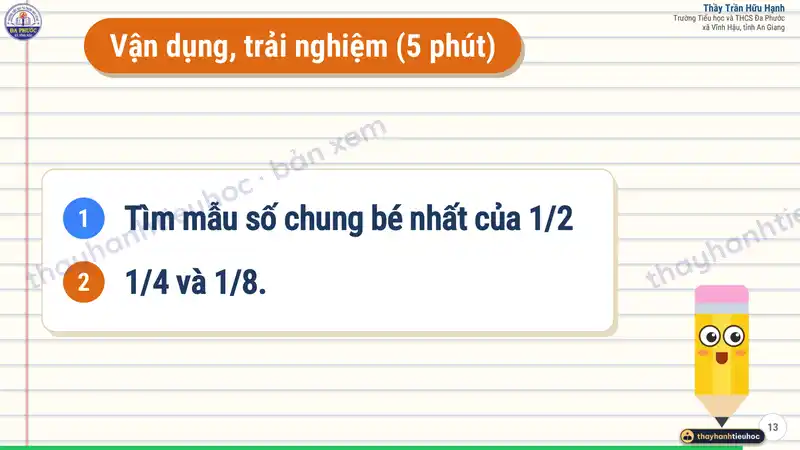 Thầy Trần Hữu Hạnh
Trường Tiểu học và THCS Đa Phước
xã Vĩnh Hậu, tỉnh An Giang
ĐA PHƯỚC
Vận dụng, trải nghiệm (5 phút)
thayhanhtieuhoc · bản xem
1 Tìm mẫu số chung bé nhất của 1/2
2 1/4 và 1/8.
thayhanhtie
thayhanhtieuhoc
13